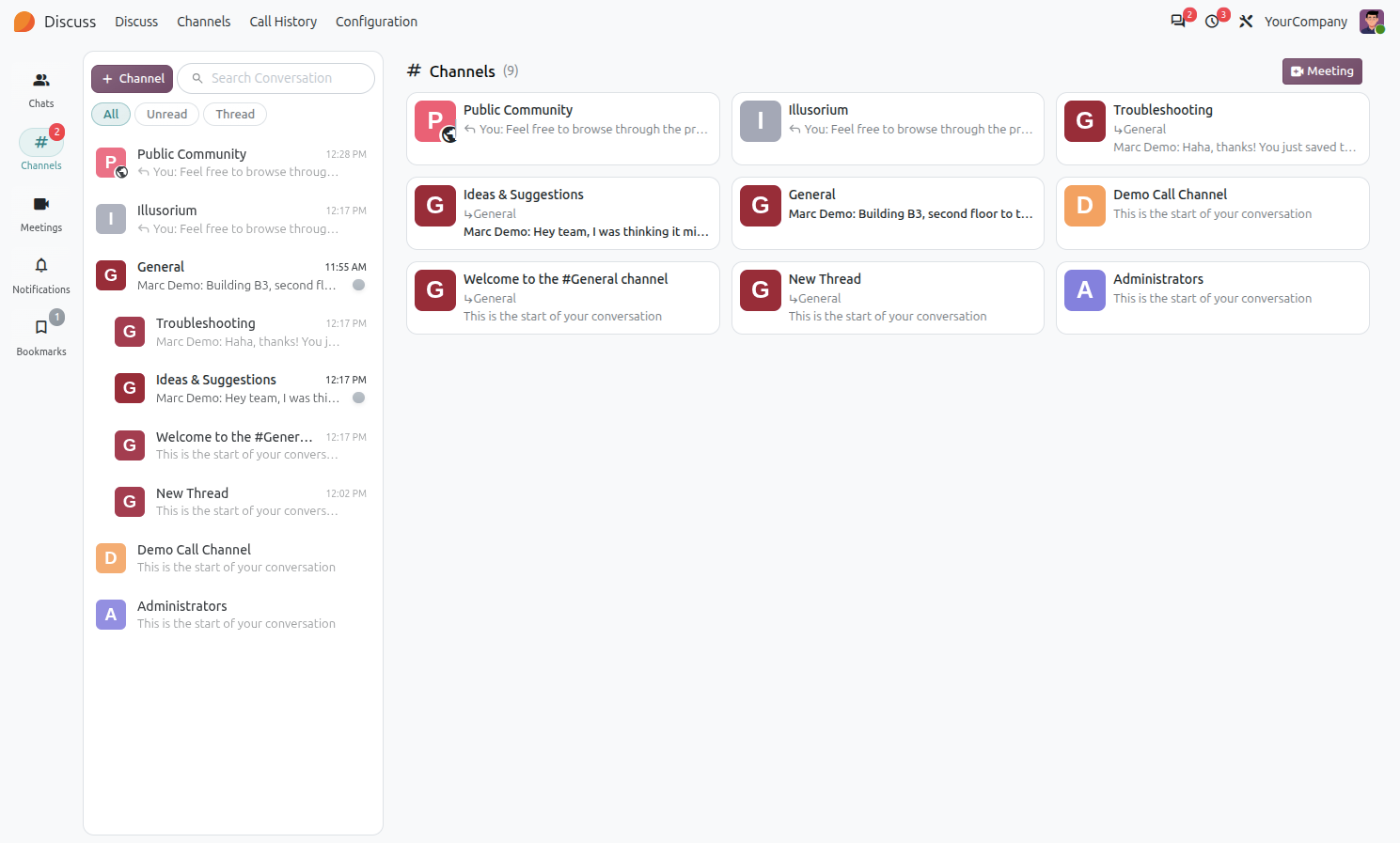 Discuss
Discuss
Channels
Call History
Configuration
2
3
YourCompany
Chats
2
#
Channels
Meetings
Notifications
1
Bookmarks
+ Channel
Search Conversation
All
Unread
Thread
P
Public Community
12:28 PM
You: Feel free to browse throug…
I
Illusorium
12:17 PM
You: Feel free to browse throug…
G
General
11:55 AM
Marc Demo: Building B3, second fl…
G
Troubleshooting
12:17 PM
Marc Demo: Haha, thanks! You j…
G
Ideas & Suggestions
12:17 PM
Marc Demo: Hey team, I was thi…
G
Welcome to the #Gener…
12:17 PM
This is the start of your convers…
G
New Thread
12:02 PM
This is the start of your convers…
D
Demo Call Channel
This is the start of your conversation
A
Administrators
This is the start of your conversation
# Channels (9)
Meeting
P
Public Community
You: Feel free to browse through the pr…
I
Illusorium
You: Feel free to browse through the pr…
G
Troubleshooting
General
Marc Demo: Haha, thanks! You just saved t…
G
Ideas & Suggestions
General
Marc Demo: Hey team, I was thinking it mi…
G
General
Marc Demo: Building B3, second floor to t…
D
Demo Call Channel
This is the start of your conversation
G
Welcome to the #General channel
General
This is the start of your conversation
G
New Thread
General
This is the start of your conversation
A
Administrators
This is the start of your conversation